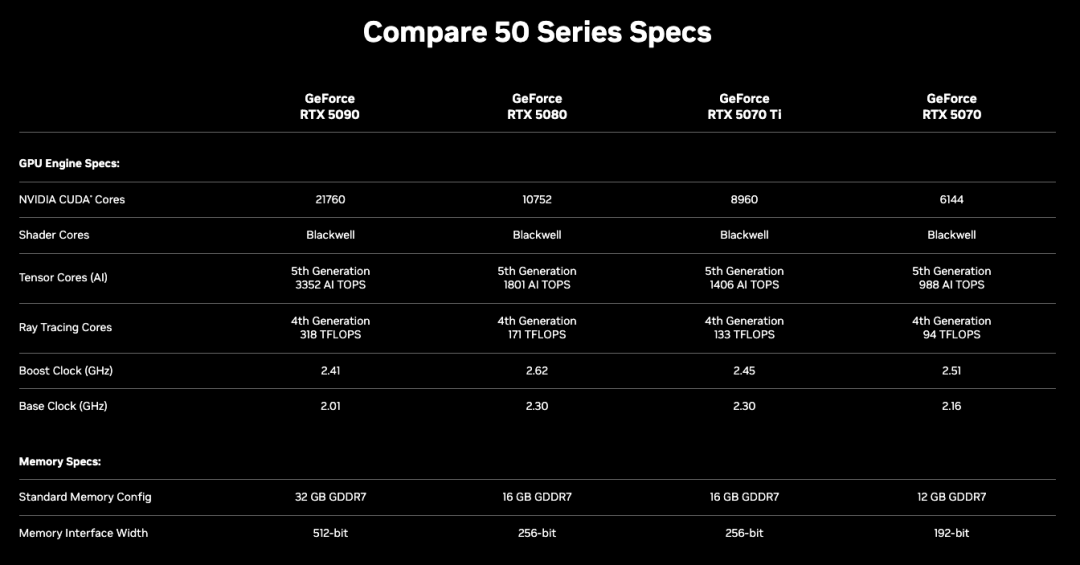 Compare 50 Series Specs
GeForce RTX 5090 GeForce RTX 5080 GeForce RTX 5070 Ti GeForce RTX 5070
GPU Engine Specs:
NVIDIA CUDA® Cores 21760 10752 8960 6144
Shader Cores Blackwell Blackwell Blackwell Blackwell
Tensor Cores (AI) 5th Generation 3352 AI TOPS 5th Generation 1801 AI TOPS 5th Generation 1406 AI TOPS 5th Generation 988 AI TOPS
Ray Tracing Cores 4th Generation 318 TFLOPS 4th Generation 171 TFLOPS 4th Generation 133 TFLOPS 4th Generation 94 TFLOPS
Boost Clock (GHz) 2.41 2.62 2.45 2.51
Base Clock (GHz) 2.01 2.30 2.30 2.16
Memory Specs:
Standard Memory Config 32 GB GDDR7 16 GB GDDR7 16 GB GDDR7 12 GB GDDR7
Memory Interface Width 512-bit 256-bit 256-bit 192-bit